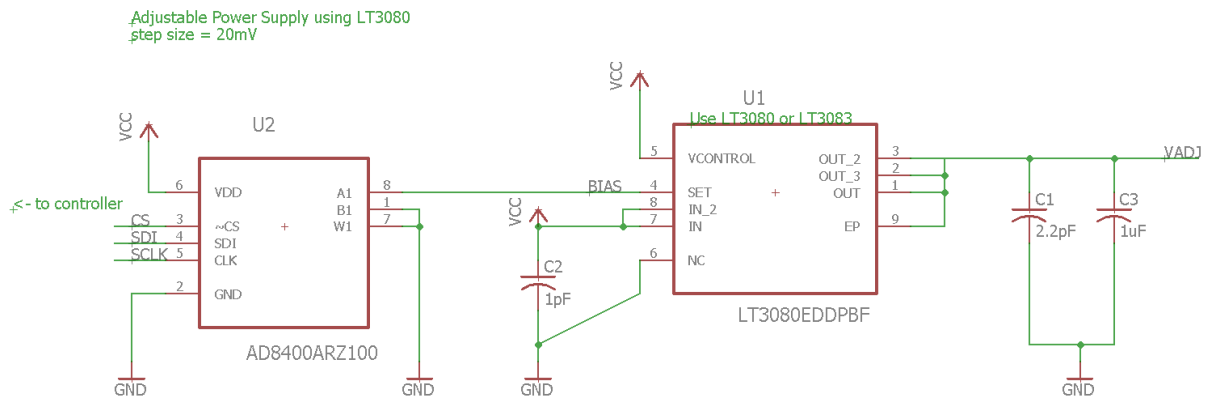 Adjustable Power Supply using LT3080
step size = 20mV
VCC
U1
Use LT3080 or LT3083
VCC
U2
5 VCONTROL OUT_2 3
OUT_3 2
VADJ
6 VDD A1 8
BIAS
4 SET OUT 1
<- to controller
B1 1
VCC
8 IN_2
C1
C3
CS 3 ~CS W1 7
7 IN EP 9
2.2pF
1uF
SDI 4 SDI
SCLK 5 CLK
6 NC
C2
1pF
2 GND
LT3080EDDPBF
AD8400ARZ100
GND
GND
GND
GND